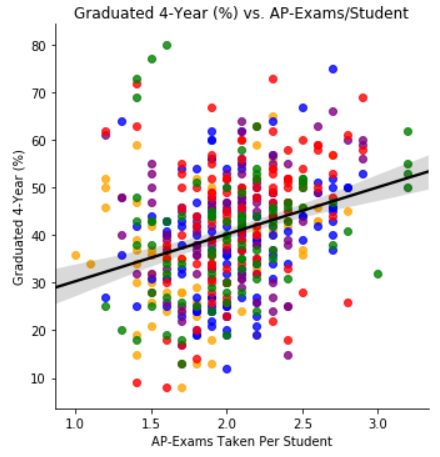 Graduated 4-Year (%) vs. AP-Exams/Student
80
70
60
50
40
30
20
10
Graduated 4-Year (%)
1.0 1.5 2.0 2.5 3.0
AP-Exams Taken Per Student